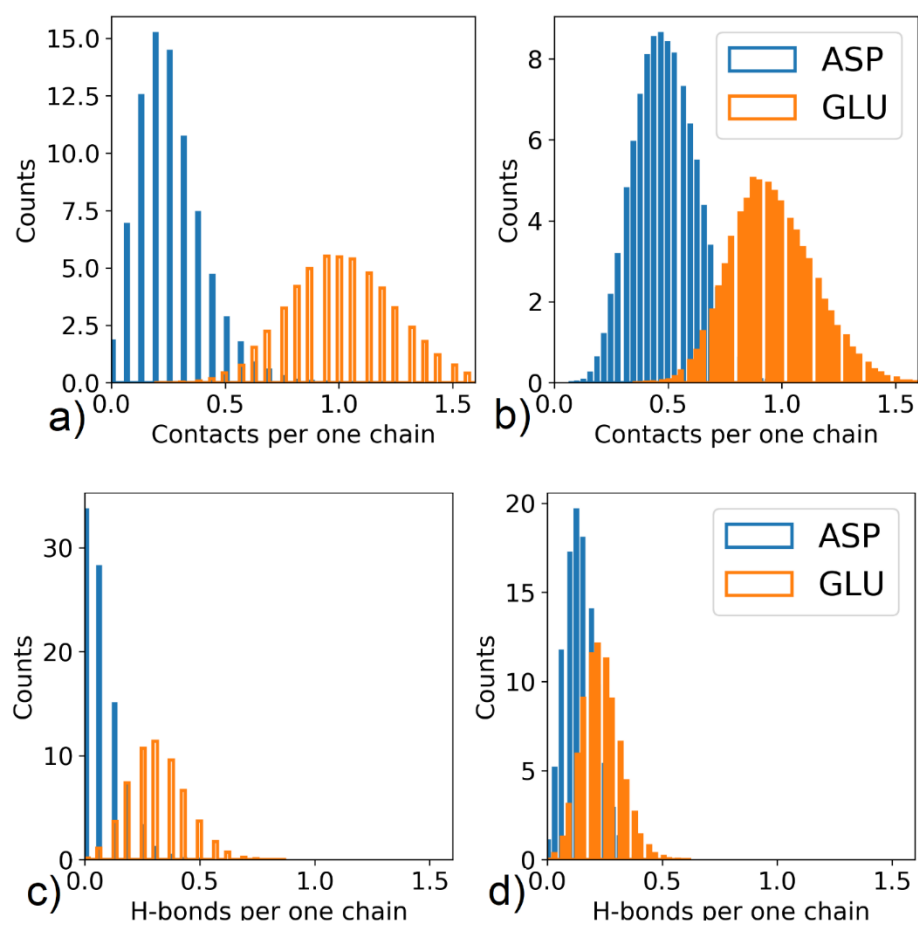 15.0
12.5
10.0
7.5
5.0
2.5
0.0
Counts
0.0 0.5 1.0 1.5
Contacts per one chain
a)
8
6
4
2
0
Counts
ASP
GLU
0.0 0.5 1.0 1.5
Contacts per one chain
b)
30
20
10
0
Counts
0.0 0.5 1.0 1.5
H-bonds per one chain
c)
20
15
10
5
0
Counts
ASP
GLU
0.0 0.5 1.0 1.5
H-bonds per one chain
d)